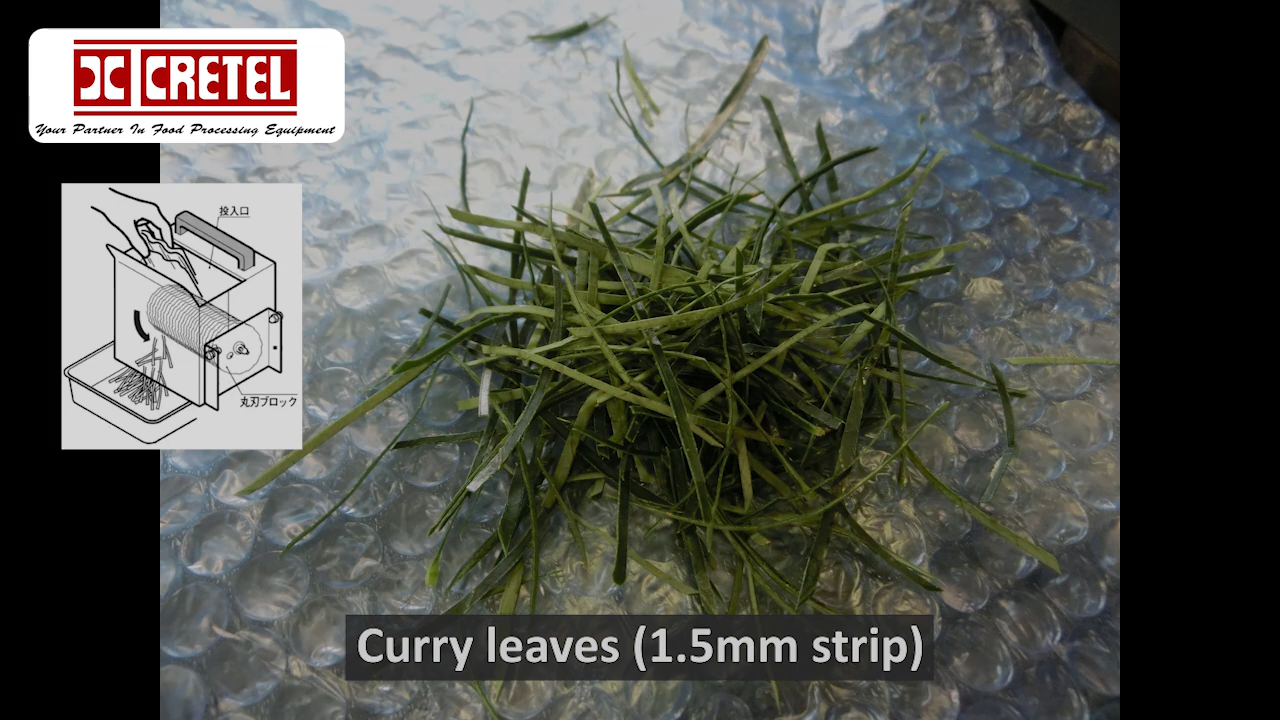 CRETEL
Your Partner In Food Processing Equipment
投入口
丸刃ブロック
Curry leaves (1.5mm strip)